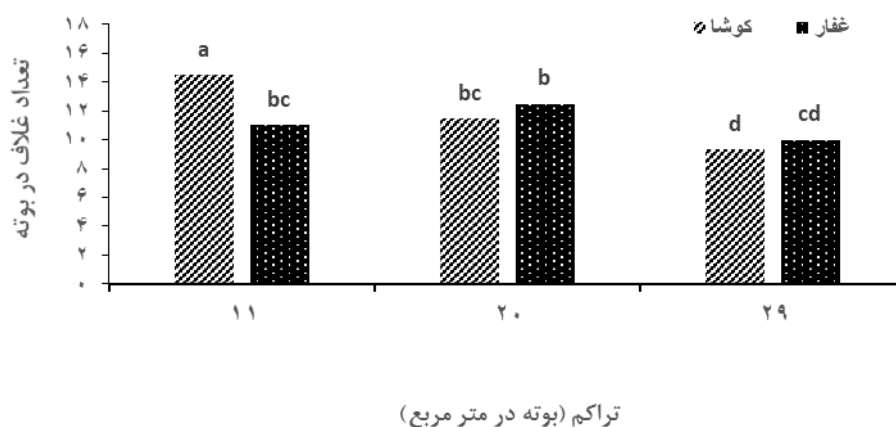 کوشا
غفار
تعداد غلاف در بوته
۱۸
۱۶
۱۴
۱۲
۱۰
۸
۶
۴
۲
۰
a
bc
bc
b
d
cd
۱۱
۲۰
۲۹
تراکم (بوته در متر مربع)